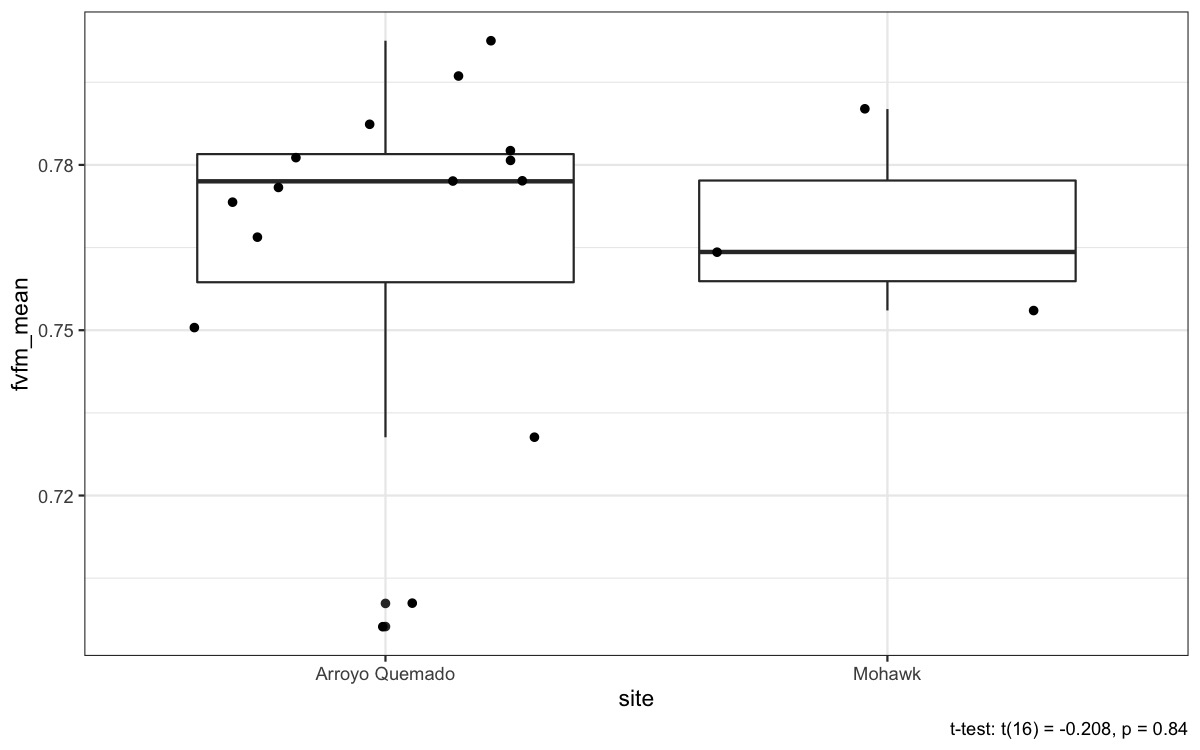 fvfm_mean
0.78
0.75
0.72
Arroyo Quemado
Mohawk
site
t-test: t(16) = -0.208, p = 0.84